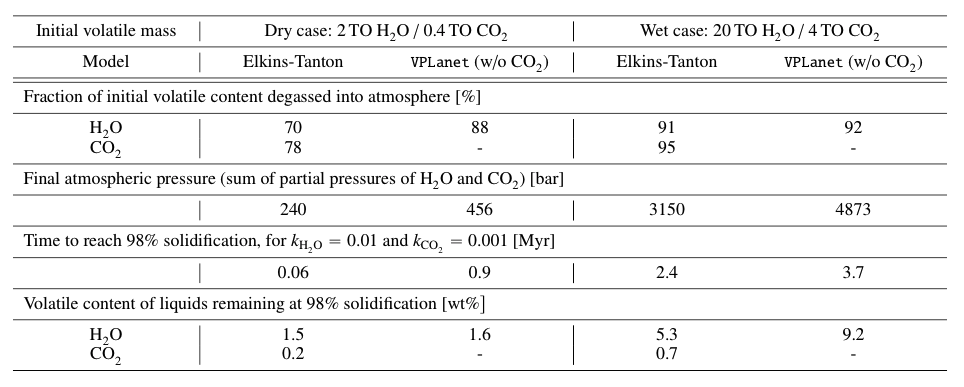 Initial volatile mass Dry case: 2 TO H₂O / 0.4 TO CO₂ Wet case: 20 TO H₂O / 4 TO CO₂
Model Elkins-Tanton VPLanet (w/o CO₂) Elkins-Tanton VPLanet (w/o CO₂)
Fraction of initial volatile content degassed into atmosphere [%]
H₂O 70 88 91 92
CO₂ 78 - 95 -
Final atmospheric pressure (sum of partial pressures of H₂O and CO₂) [bar]
240 456 3150 4873
Time to reach 98% solidification, for k_H₂O = 0.01 and k_CO₂ = 0.001 [Myr]
0.06 0.9 2.4 3.7
Volatile content of liquids remaining at 98% solidification [wt%]
H₂O 1.5 1.6 5.3 9.2
CO₂ 0.2 - 0.7 -